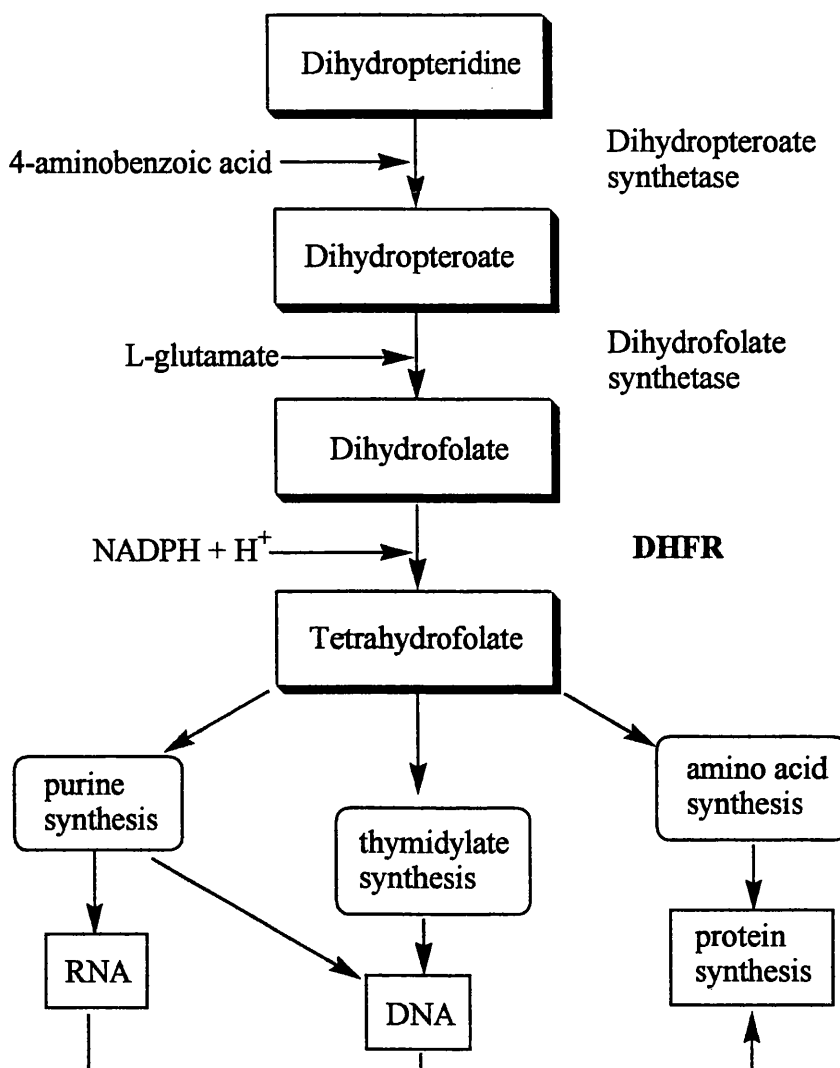 Dihydropteridine
4-aminobenzoic acid
Dihydropteroate
synthetase
Dihydropteroate
L-glutamate
Dihydrofolate
synthetase
Dihydrofolate
NADPH + H⁺
DHFR
Tetrahydrofolate
purine
synthesis
thymidylate
synthesis
amino acid
synthesis
RNA
DNA
protein
synthesis